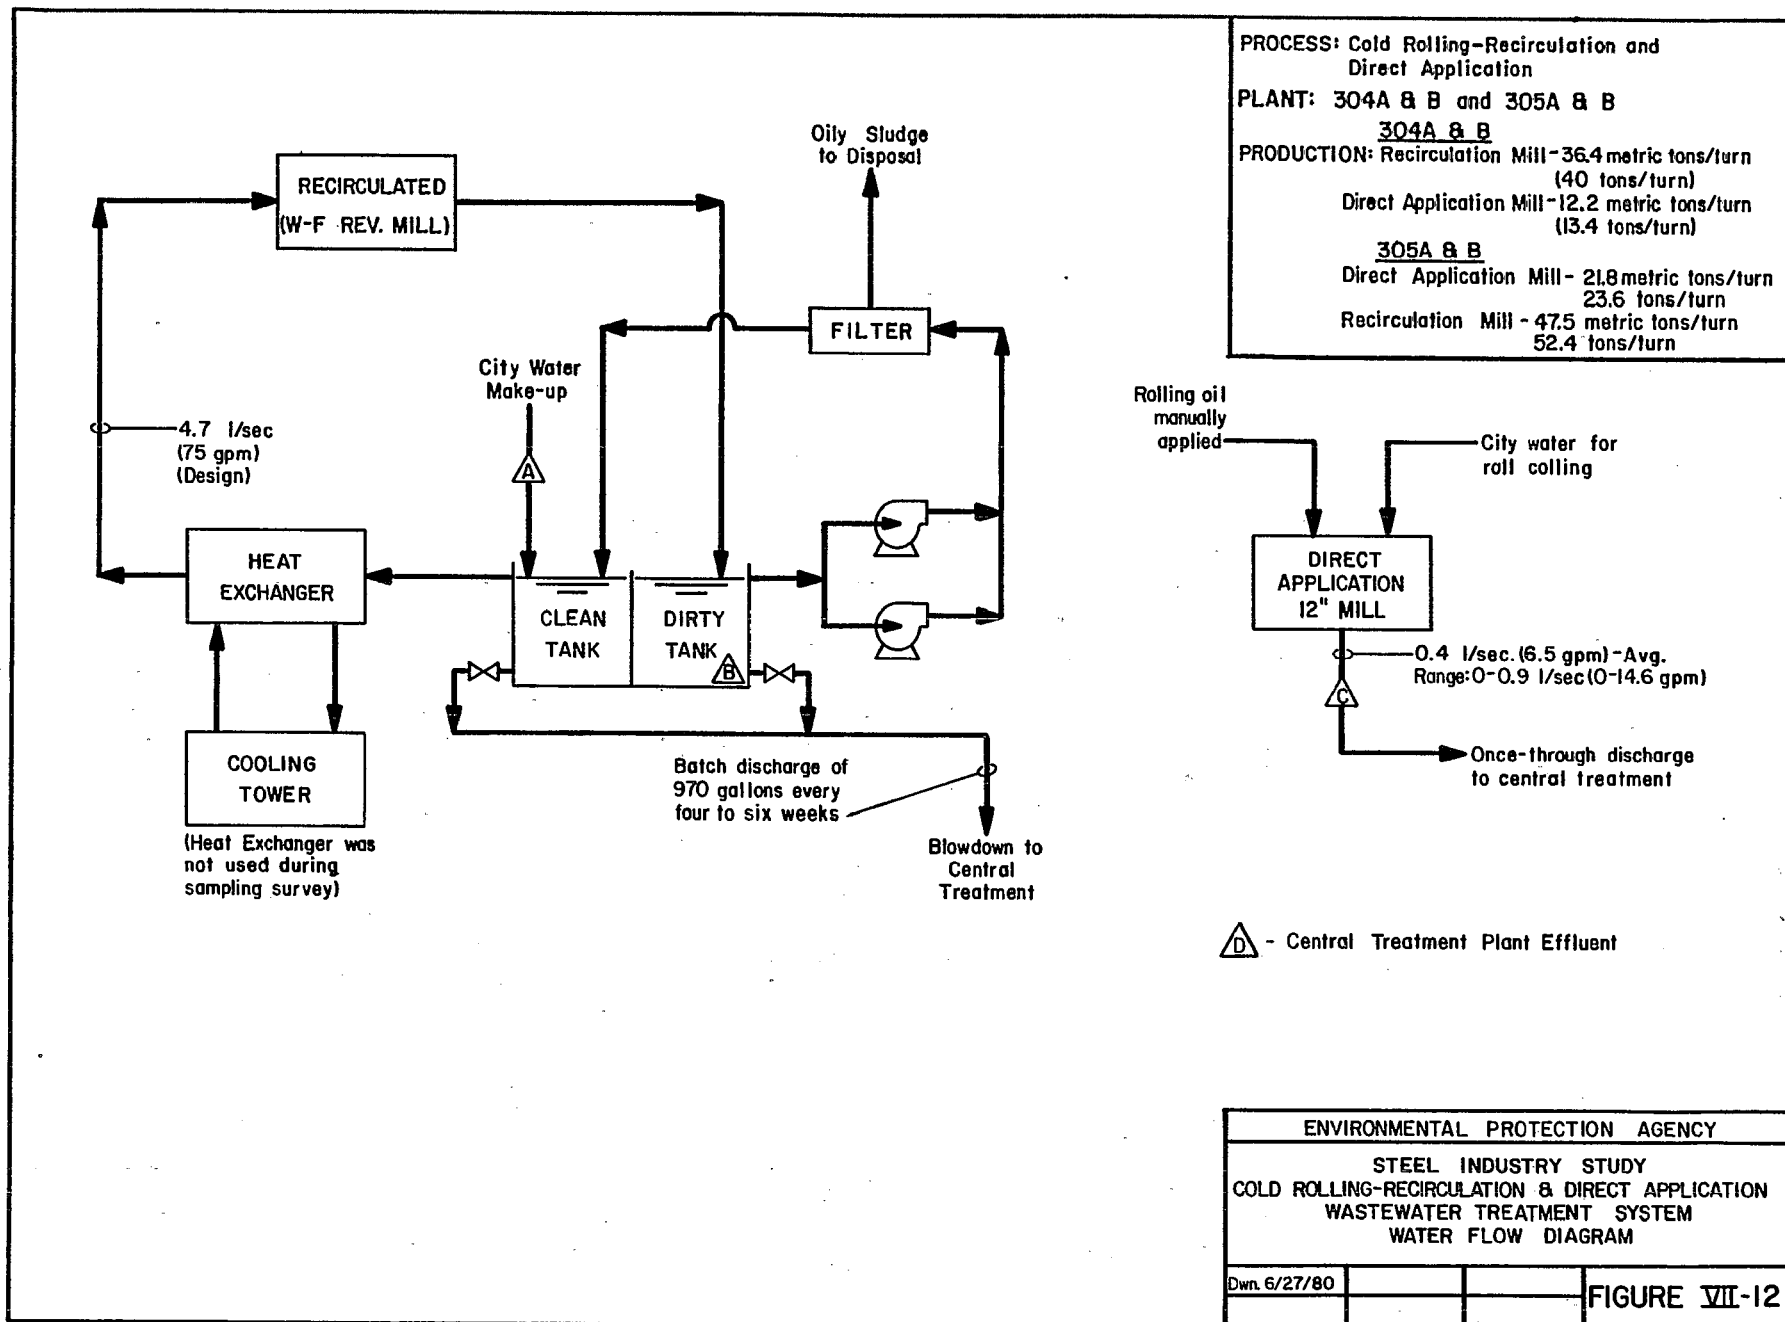 PROCESS: Cold Rolling-Recirculation and
Direct Application
PLANT: 304A & B and 305A & B
304A & B
PRODUCTION: Recirculation Mill-36.4 metric tons/turn
(40 tons/turn)
Direct Application Mill-12.2 metric tons/turn
(13.4 tons/turn)
305A & B
Direct Application Mill- 21.8 metric tons/turn
23.6 tons/turn
Recirculation Mill - 47.5 metric tons/turn
52.4 tons/turn
Oily Sludge
to Disposal
RECIRCULATED
(W-F REV. MILL)
FILTER
City Water
Make-up
A
4.7 l/sec
(75 gpm)
(Design)
HEAT
EXCHANGER
CLEAN
TANK
DIRTY
TANK
B
COOLING
TOWER
(Heat Exchanger was
not used during
sampling survey)
Batch discharge of
970 gallons every
four to six weeks
Blowdown to
Central
Treatment
Rolling oil
manually
applied
City water for
roll colling
DIRECT
APPLICATION
12" MILL
0.4 l/sec. (6.5 gpm)-Avg.
Range:0-0.9 l/sec (0-14.6 gpm)
C
Once-through discharge
to central treatment
D - Central Treatment Plant Effluent
ENVIRONMENTAL PROTECTION AGENCY
STEEL INDUSTRY STUDY
COLD ROLLING-RECIRCULATION & DIRECT APPLICATION
WASTEWATER TREATMENT SYSTEM
WATER FLOW DIAGRAM
Dwn. 6/27/80
FIGURE VII-12